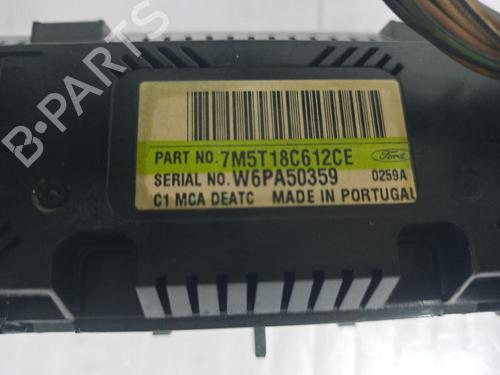 B-PARTS
PART NO. 7M5T18C612CE Ford
SERIAL NO. W6PA50359 0259A
C1 MCA DEATC MADE IN PORTUGAL